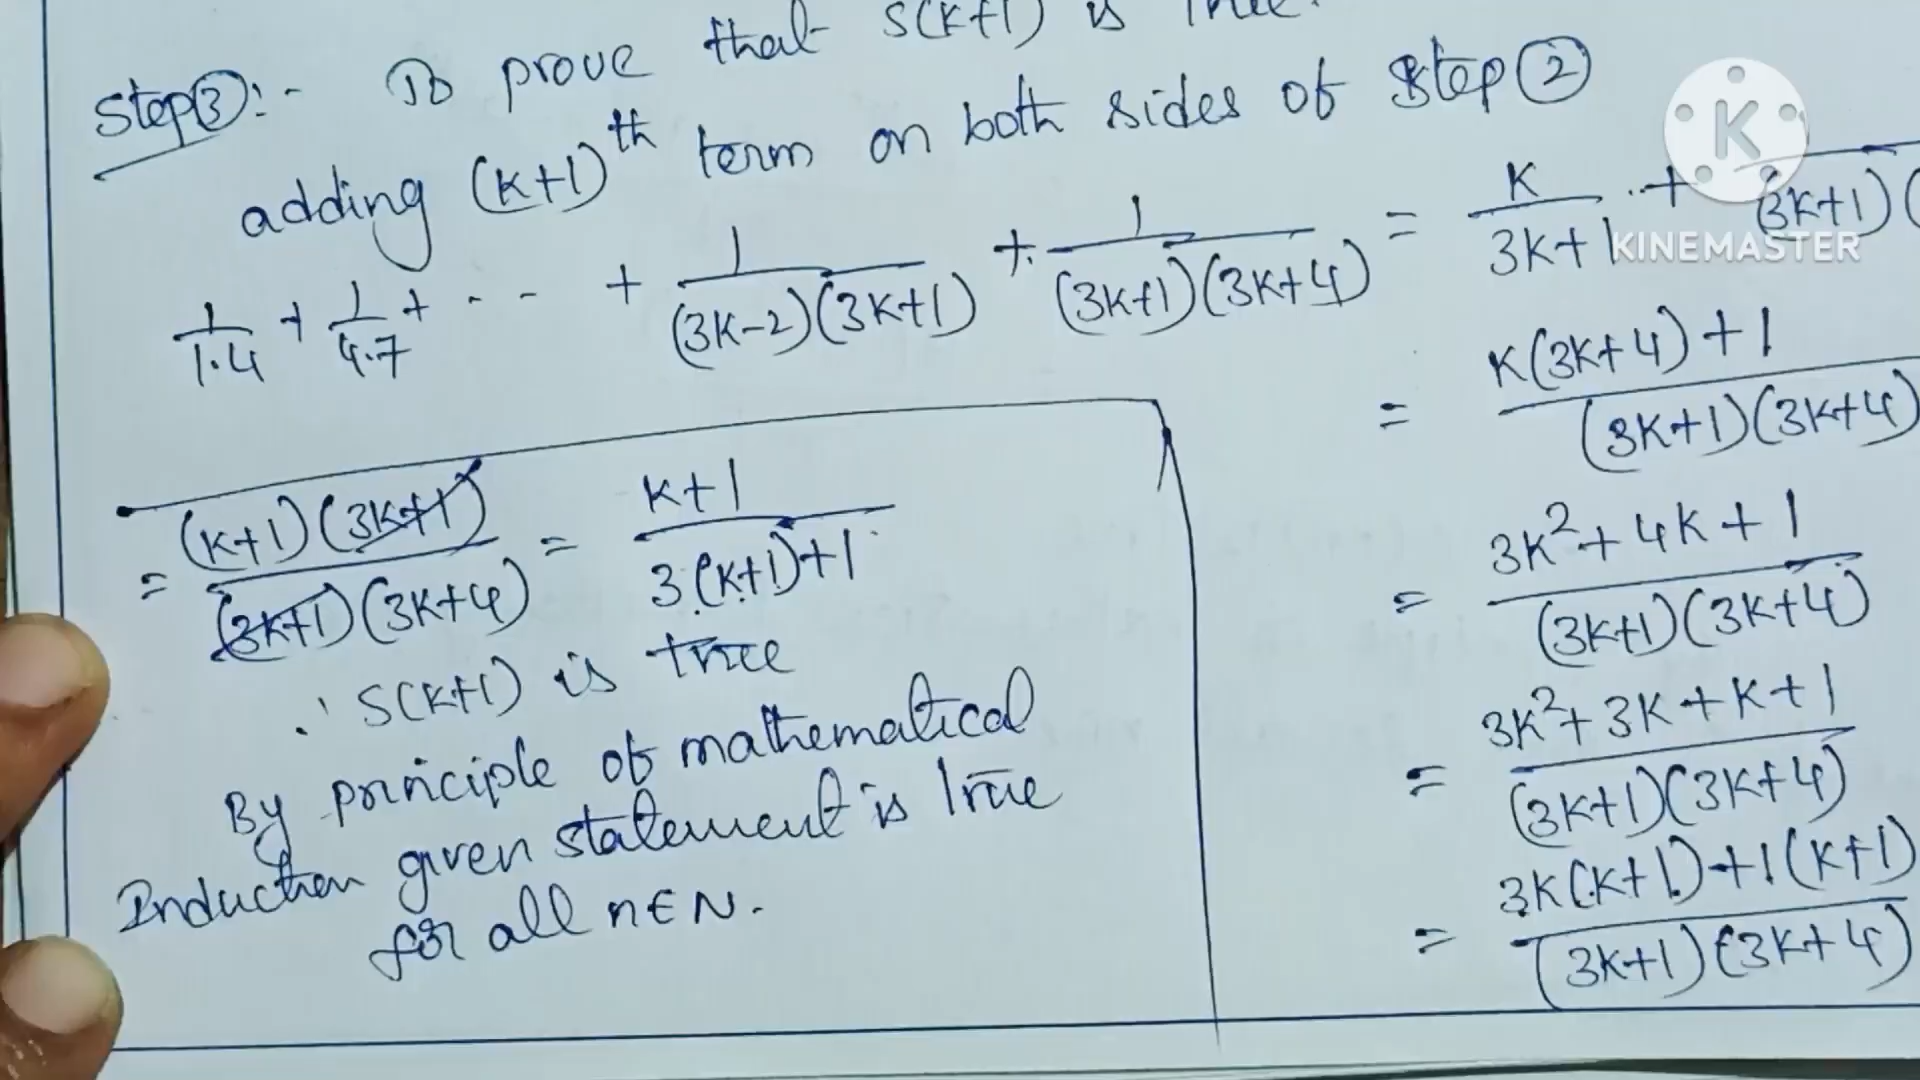 that S(K+1) is True.
Step③:- To prove
adding (K+1)th term on both sides of Step ②
1/1.4 + 1/4.7 + - - - + 1/(3K-2)(3K+1) + 1/(3K+1)(3K+4) = K/3K+1 + (3K+1)(
KINEMASTER
= K(3K+4)+1/(3K+1)(3K+4)
= 3K²+4K+1/(3K+1)(3K+4)
= 3K²+3K+K+1/(3K+1)(3K+4)
= 3K(K+1)+1(K+1)/(3K+1)(3K+4)
= (K+1)(3K+1)/(3K+1)(3K+4) = K+1/3(K+1)+1
∴ S(K+1) is true
By principle of mathematical
Induction given statement is true
for all n∈N.